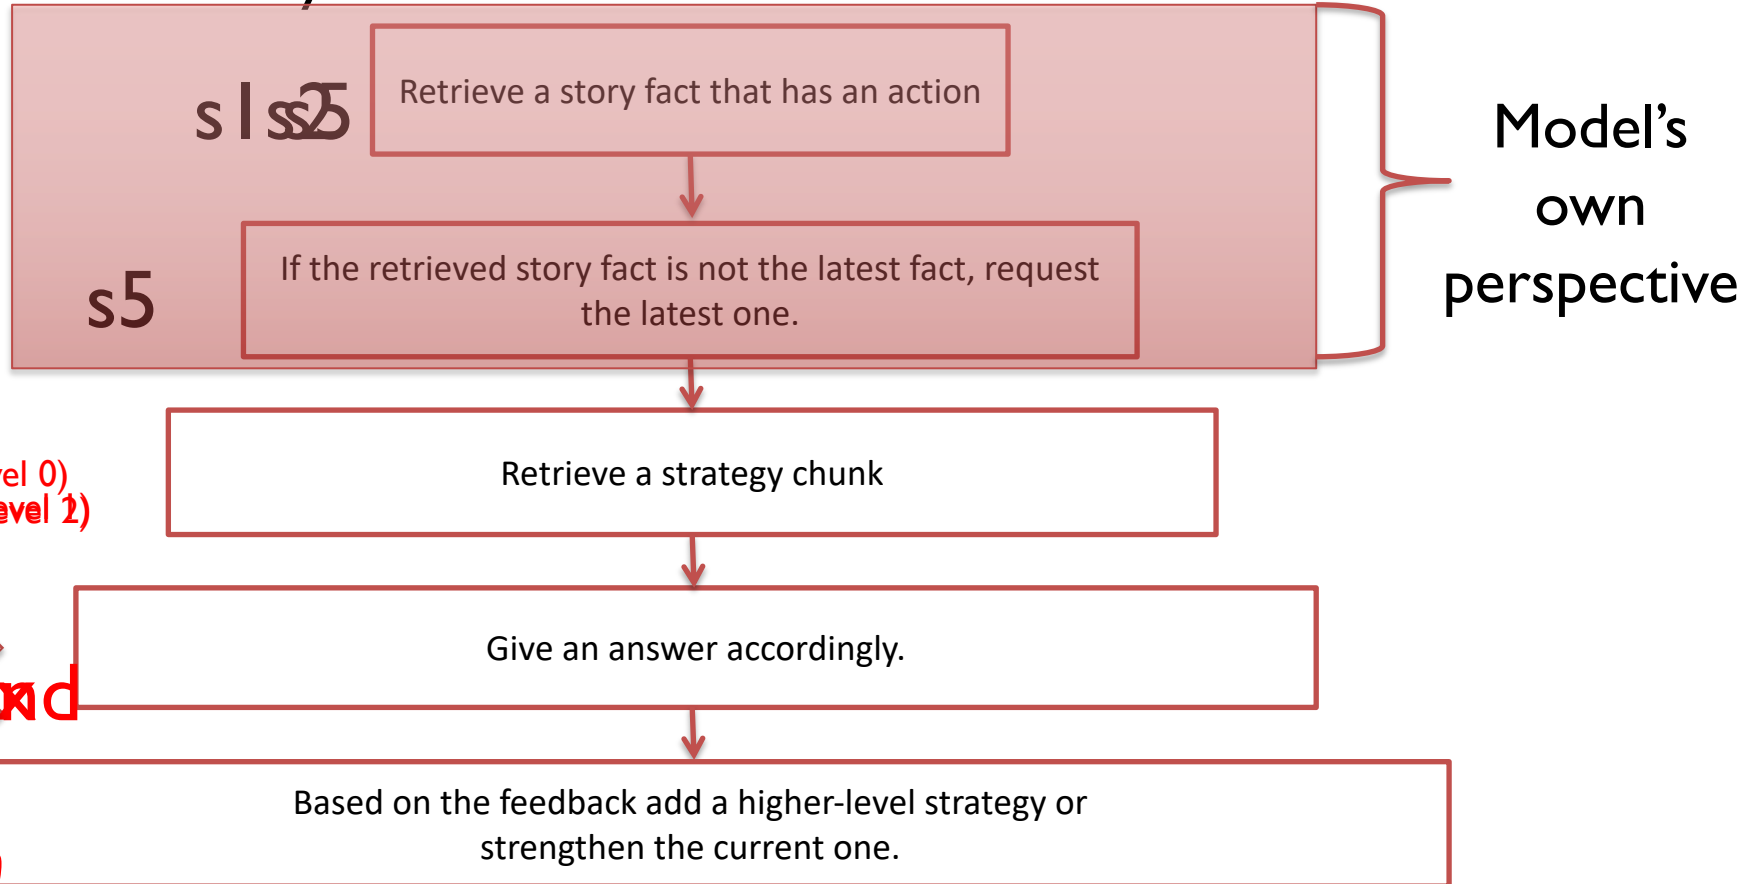 Retrieve a story fact that has an action
If the retrieved story fact is not the latest fact, request
the latest one.
s5
Model's
own
perspective
Retrieve a strategy chunk
Give an answer accordingly.
Based on the feedback add a higher-level strategy or
strengthen the current one.